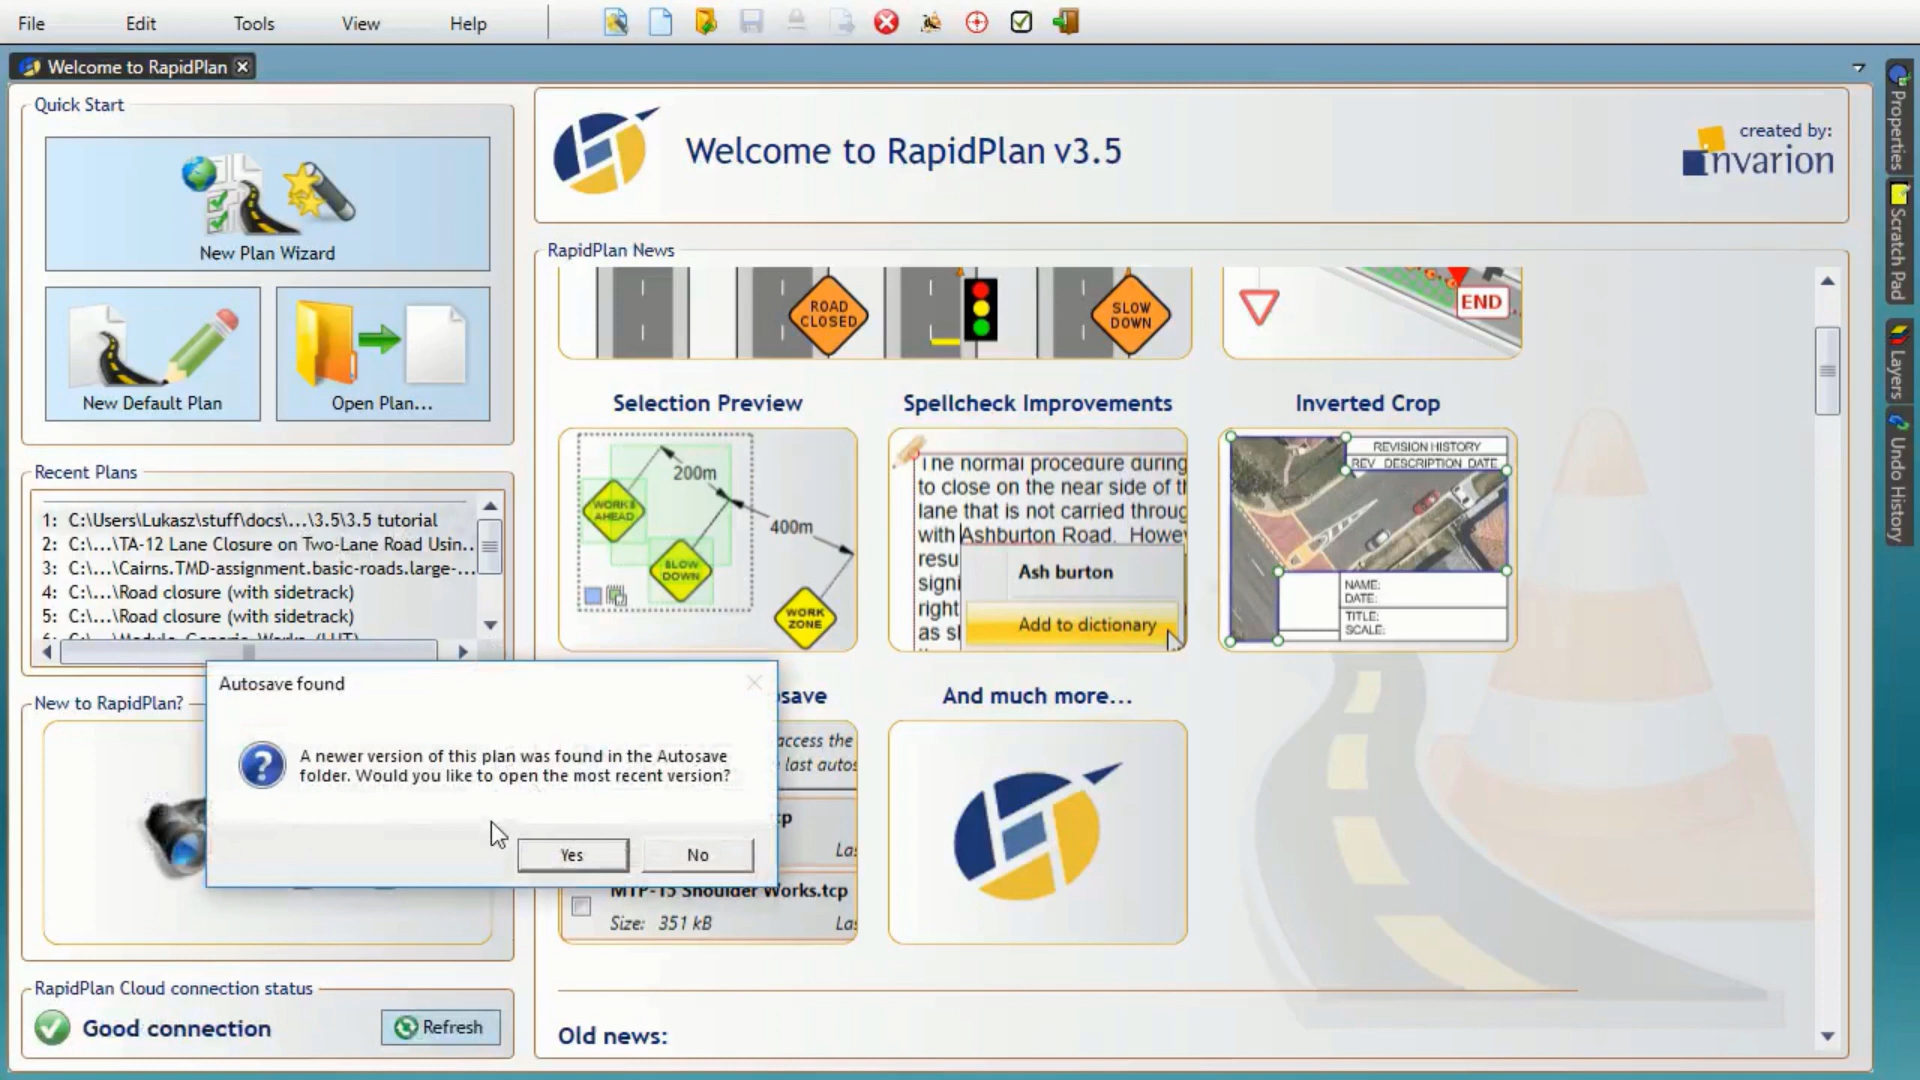 File Edit Tools View Help
Welcome to RapidPlan
Quick Start
New Plan Wizard
New Default Plan
Open Plan...
Recent Plans
1: C:\Users\Lukasz\stuff\docs\...\3.5\3.5 tutorial
2: C:\...\TA-12 Lane Closure on Two-Lane Road Usin..
3: C:\...\Cairns.TMD-assignment.basic-roads.large-...
4: C:\...\Road closure (with sidetrack)
5: C:\...\Road closure (with sidetrack)
New to RapidPlan?
RapidPlan Cloud connection status
Good connection
Refresh
Welcome to RapidPlan v3.5
created by:
invarion
RapidPlan News
ROAD
CLOSED
SLOW
DOWN
END
Selection Preview
200m
400m
WORKS
AHEAD
SLOW
DOWN
WORK
ZONE
Spellcheck Improvements
The normal procedure during
to close on the near side of t
lane that is not carried throug
with Ashburton Road. Howe
resu
signi
right
as sl
Ash burton
Add to dictionary
Inverted Crop
REVISION HISTORY
REV DESCRIPTION DATE
NAME:
DATE:
TITLE:
SCALE:
save
access the
last autos
cp
La
MTP-15 Shoulder Works.tcp
Size: 351 kB
La
And much more...
Old news:
Autosave found
A newer version of this plan was found in the Autosave
folder. Would you like to open the most recent version?
Yes
No
Properties
Scratch Pad
Layers
Undo History